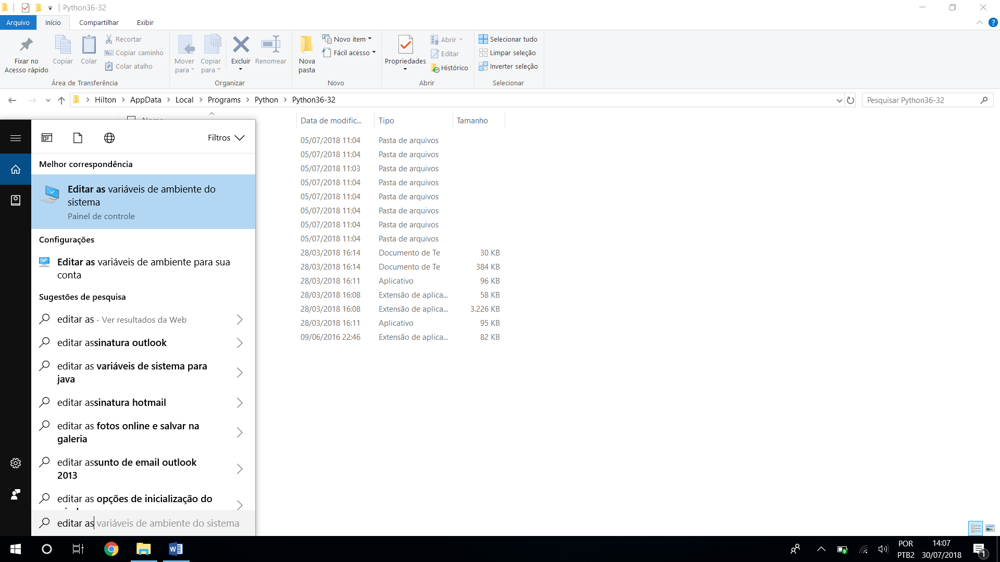 Python36-32
Arquivo
Início
Compartilhar
Exibir
Fixar no
Acesso rápido
Copiar
Colar
Recortar
Copiar caminho
Colar atalho
Área de Transferência
Mover
para
Copiar
para
Excluir
Renomear
Organizar
Nova
pasta
Novo item
Fácil acesso
Novo
Propriedades
Abrir
Editar
Histórico
Abrir
Selecionar tudo
Limpar seleção
Inverter seleção
Selecionar
Hilton > AppData > Local > Programs > Python > Python36-32
Pesquisar Python36-32
Nome
Data de modific...
Tipo
Tamanho
05/07/2018 11:04 Pasta de arquivos
05/07/2018 11:04 Pasta de arquivos
05/07/2018 11:03 Pasta de arquivos
05/07/2018 11:04 Pasta de arquivos
05/07/2018 11:04 Pasta de arquivos
05/07/2018 11:04 Pasta de arquivos
05/07/2018 11:04 Pasta de arquivos
05/07/2018 11:04 Pasta de arquivos
28/03/2018 16:14 Documento de Te 30 KB
28/03/2018 16:14 Documento de Te 384 KB
28/03/2018 16:11 Aplicativo 96 KB
28/03/2018 16:08 Extensão de aplica... 58 KB
28/03/2018 16:08 Extensão de aplica... 3.226 KB
28/03/2018 16:11 Aplicativo 95 KB
09/06/2016 22:46 Extensão de aplica... 82 KB
Filtros
Melhor correspondência
Editar as variáveis de ambiente do
sistema
Painel de controle
Configurações
Editar as variáveis de ambiente para sua
conta
Sugestões de pesquisa
editar as - Ver resultados da Web
editar assinatura outlook
editar as variáveis de sistema para
java
editar assinatura hotmail
editar as fotos online e salvar na
galeria
editar assunto de email outlook
2013
editar as opções de inicialização do
editar as variáveis de ambiente do sistema
POR
PTB2
14:07
30/07/2018
1